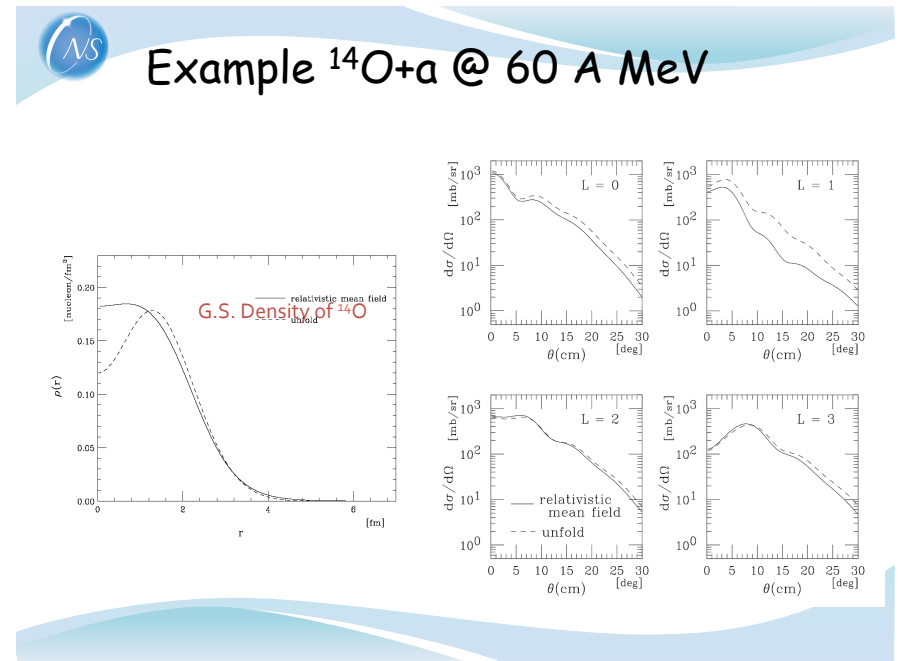 CNS
Example ¹⁴O+a @ 60 A MeV
[nucleon/fm³]
ρ(r)
0.20
0.15
0.10
0.05
0.00
relativistic mean field
unfold
G.S. Density of ¹⁴O
0 2 4 6
[fm]
r
dσ/dΩ [mb/sr]
10³
10²
10¹
10⁰
L = 0
0 5 10 15 20 25 30
θ(cm) [deg]
dσ/dΩ [mb/sr]
10³
10²
10¹
10⁰
L = 1
0 5 10 15 20 25 30
θ(cm) [deg]
dσ/dΩ [mb/sr]
10³
10²
10¹
10⁰
L = 2
relativistic
mean field
unfold
0 5 10 15 20 25 30
θ(cm) [deg]
dσ/dΩ [mb/sr]
10³
10²
10¹
10⁰
L = 3
0 5 10 15 20 25 30
θ(cm) [deg]